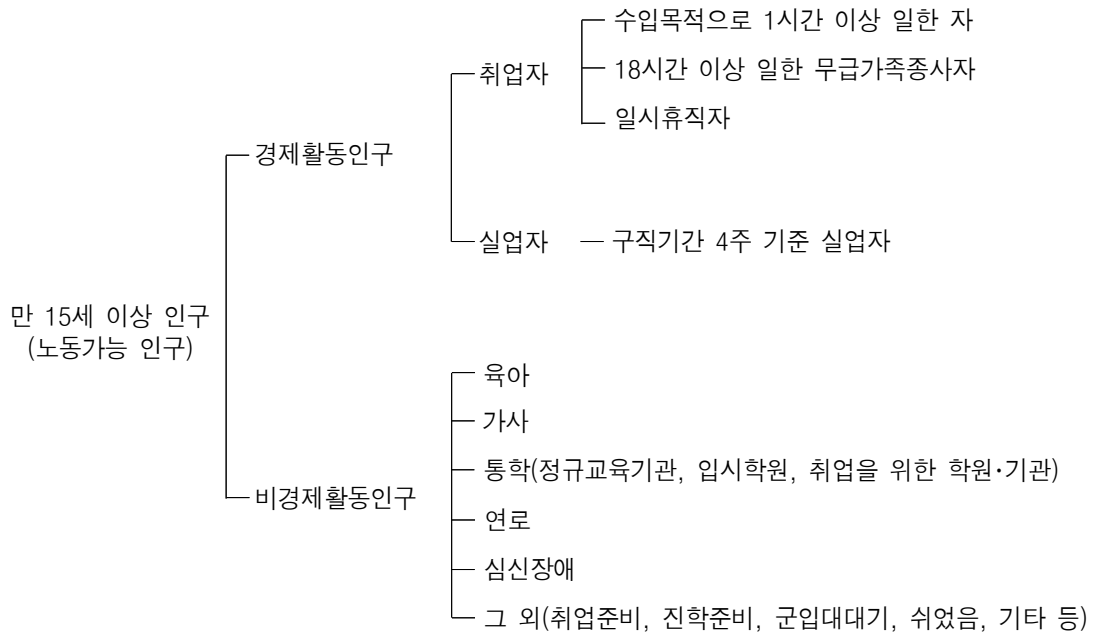 수입목적으로 1시간 이상 일한 자
취업자
18시간 이상 일한 무급가족종사자
일시휴직자
경제활동인구
실업자
구직기간 4주 기준 실업자
만 15세 이상 인구
(노동가능 인구)
육아
가사
통학(정규교육기관, 입시학원, 취업을 위한 학원·기관)
비경제활동인구
연로
심신장애
그 외(취업준비, 진학준비, 군입대대기, 쉬었음, 기타 등)